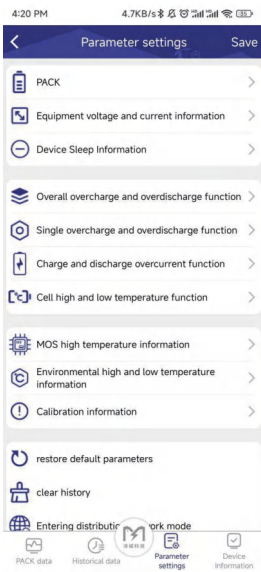 4:20 PM 4.7KB/s 35
Parameter settings Save
PACK
Equipment voltage and current information
Device Sleep Information
Overall overcharge and overdischarge function
Single overcharge and overdischarge function
Charge and discharge overcurrent function
[℃] Cell high and low temperature function
MOS high temperature information
Environmental high and low temperature
information
Calibration information
restore default parameters
clear history
Entering distributi ork mode
PACK data Historical data Parameter
settings Device
Information